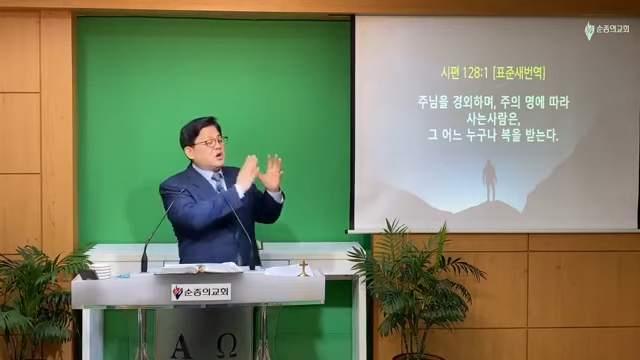 순종의교회
시편 128:1 [표준새번역]
주님을 경외하며, 주의 명에 따라
사는사람은,
그 어느 누구나 복을 받는다.
순종의교회
Α Ω